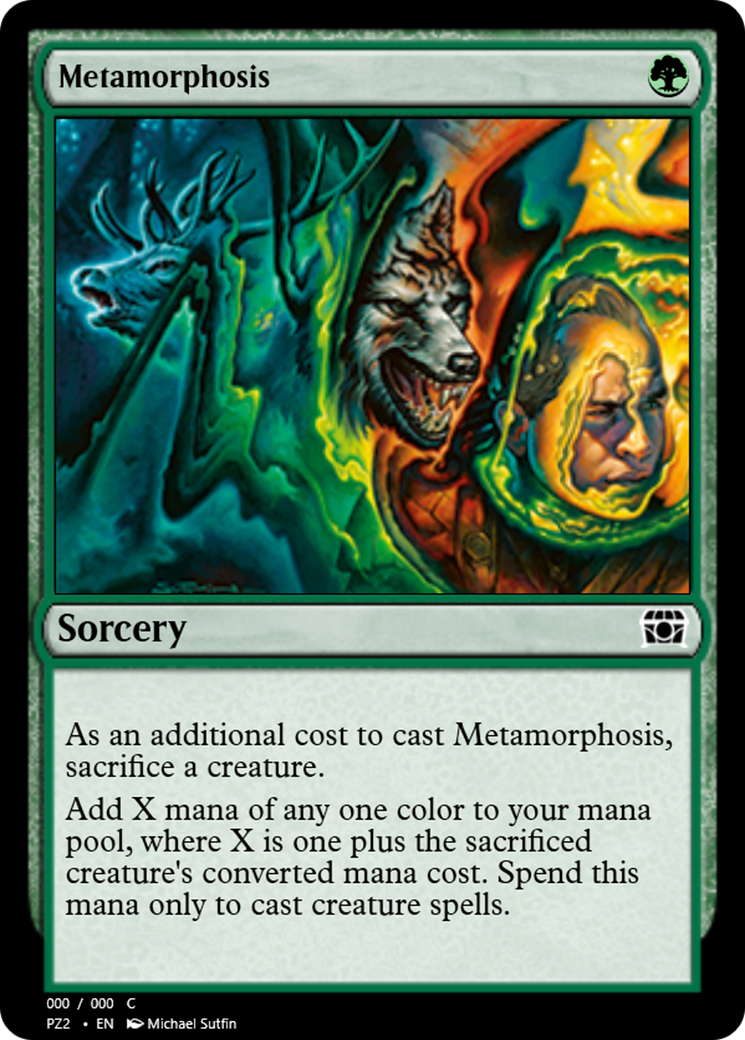 Metamorphosis
Sorcery
As an additional cost to cast Metamorphosis,
sacrifice a creature.
Add X mana of any one color to your mana
pool, where X is one plus the sacrificed
creature's converted mana cost. Spend this
mana only to cast creature spells.
000 / 000 C
PZ2 • EN Michael Sutfin